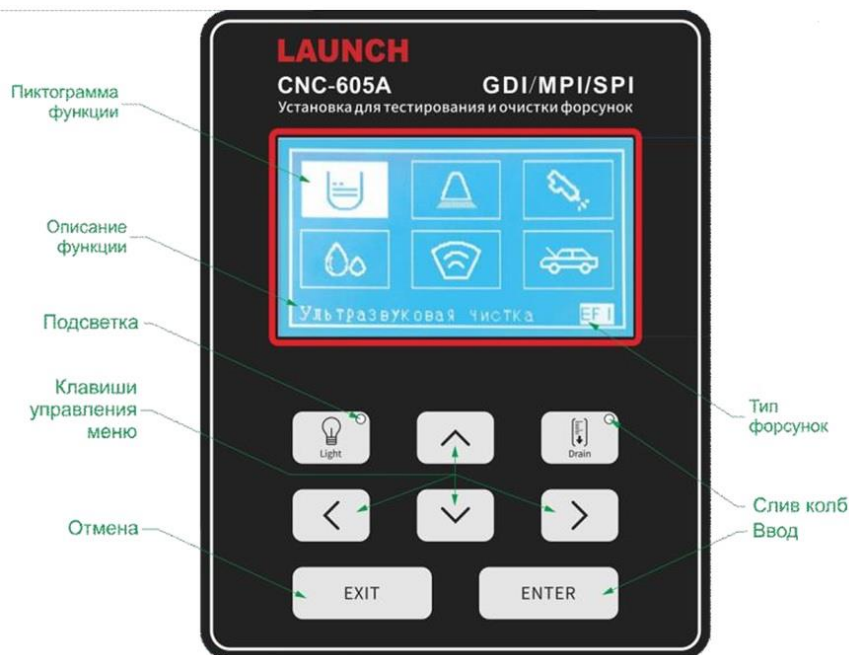 LAUNCH
CNC-605A GDI/MPI/SPI
Установка для тестирования и очистки форсунок
Пиктограмма
функции
Описание
функции
Ультразвуковая чистка EFI
Подсветка
Клавиши
управления
меню
Light
Drain
Тип
форсунок
Слив колб
Отмена
Ввод
EXIT
ENTER